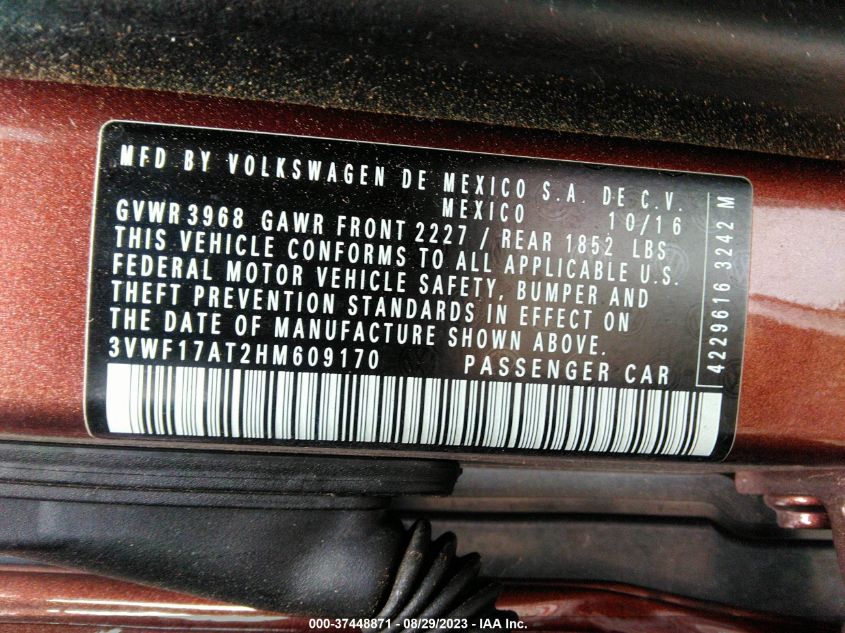 MFD BY VOLKSWAGEN DE MEXICO S.A. DE C.V.
MEXICO 10/16
GVWR 3968 GAWR FRONT 2227 / REAR 1852 LBS
THIS VEHICLE CONFORMS TO ALL APPLICABLE U.S.
FEDERAL MOTOR VEHICLE SAFETY, BUMPER AND
THEFT PREVENTION STANDARDS IN EFFECT ON
THE DATE OF MANUFACTURE SHOWN ABOVE.
3VWF17AT2HM609170 PASSENGER CAR
4229616 3242 M
000-37448871 - 08/29/2023 - IAA Inc.